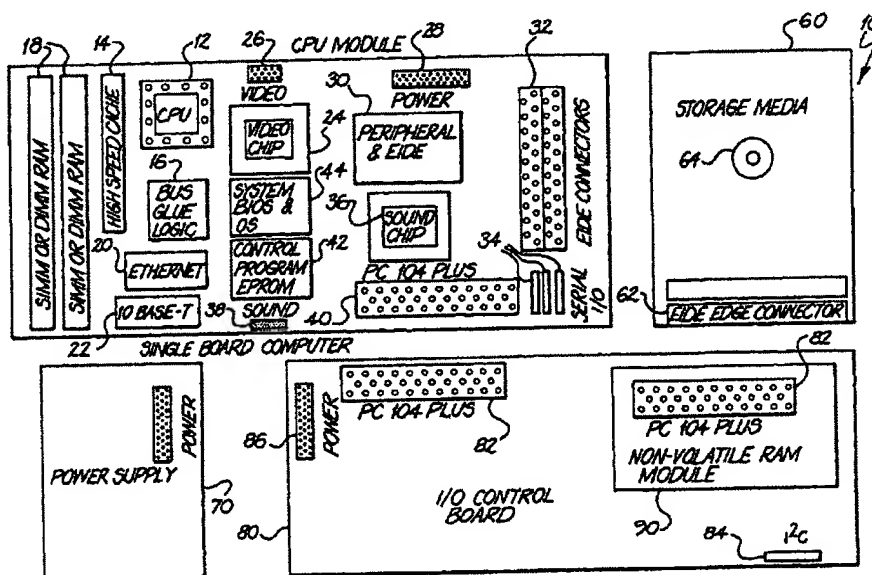 18
14
12
26
CPU MODULE
28
32
60
10
SIMM OR DIMM RAM
SIMM OR DIMM RAM
HIGH SPEED CACHE
CPU
VIDEO
POWER
VIDEO CHIP
24
30
PERIPHERAL & EIDE
EIDE CONNECTORS
STORAGE MEDIA
64
16
BUS GLUE LOGIC
44
SYSTEM BIOS & OS
36
SOUND CHIP
34
20
ETHERNET
42
CONTROL PROGRAM EPROM
PC 104 PLUS
SERIAL I/O
62
EIDE EDGE CONNECTOR
22
10 BASE-T
38
SOUND
40
SINGLE BOARD COMPUTER
POWER
POWER SUPPLY
70
86
POWER
PC 104 PLUS
82
82
PC 104 PLUS
NON-VOLATILE RAM MODULE
90
80
I/O CONTROL BOARD
84
I²C